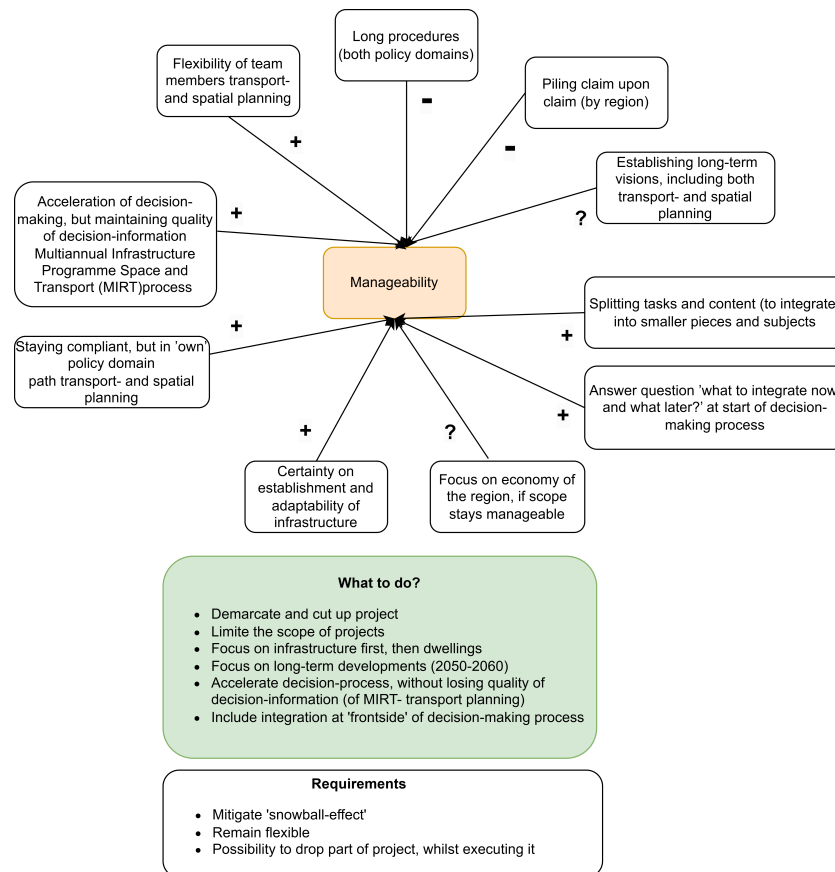 Long procedures
(both policy domains)
-
Flexibility of team
members transport-
and spatial planning
+
Piling claim upon
claim (by region)
-
Establishing long-term
visions, including both
transport- and spatial
planning
?
Acceleration of decision-
making, but maintaining quality
of decision-information
Multiannual Infrastructure
Programme Space and
Transport (MIRT)process
+
Manageability
Splitting tasks and content (to integrate
into smaller pieces and subjects
+
Staying compliant, but in 'own'
policy domain
path transport- and spatial
planning
+
Answer question 'what to integrate now
and what later?' at start of decision-
making process
+
Certainty on
establishment and
adaptability of
infrastructure
+
Focus on economy of
the region, if scope
stays manageable
?
What to do?
• Demarcate and cut up project
• Limite the scope of projects
• Focus on infrastructure first, then dwellings
• Focus on long-term developments (2050-2060)
• Accelerate decision-process, without losing quality of
decision-information (of MIRT- transport planning)
• Include integration at 'frontside' of decision-making process
Requirements
• Mitigate 'snowball-effect'
• Remain flexible
• Possibility to drop part of project, whilst executing it